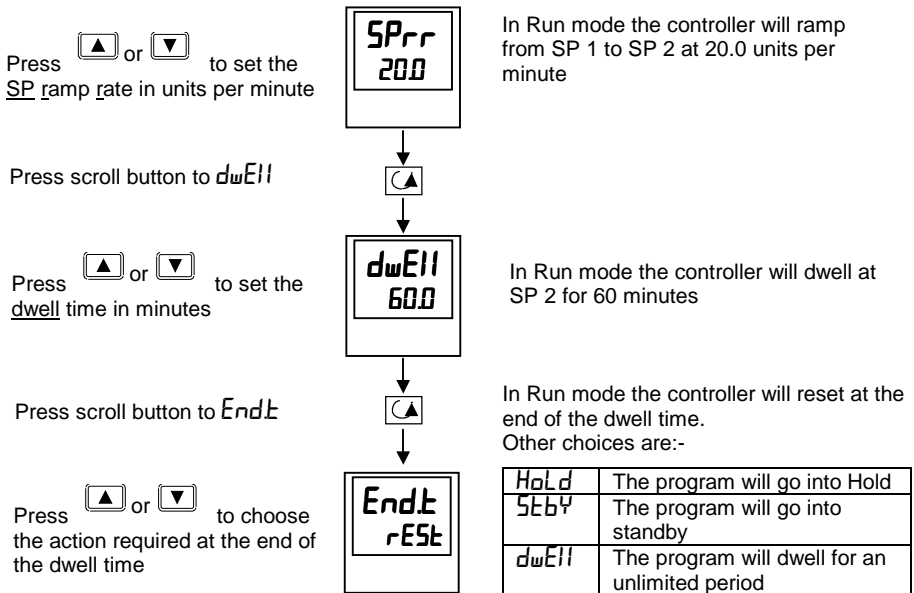 Press ▲ or ▼ to set the
SP ramp rate in units per minute
SPrr
20.0
In Run mode the controller will ramp
from SP 1 to SP 2 at 20.0 units per
minute
Press scroll button to dwEll
Press ▲ or ▼ to set the
dwell time in minutes
dwEll
60.0
In Run mode the controller will dwell at
SP 2 for 60 minutes
Press scroll button to End.t
Press ▲ or ▼ to choose
the action required at the end of
the dwell time
End.t
rESt
In Run mode the controller will reset at the
end of the dwell time.
Other choices are:-
HoLd The program will go into Hold
StbY The program will go into
standby
dwEll The program will dwell for an
unlimited period